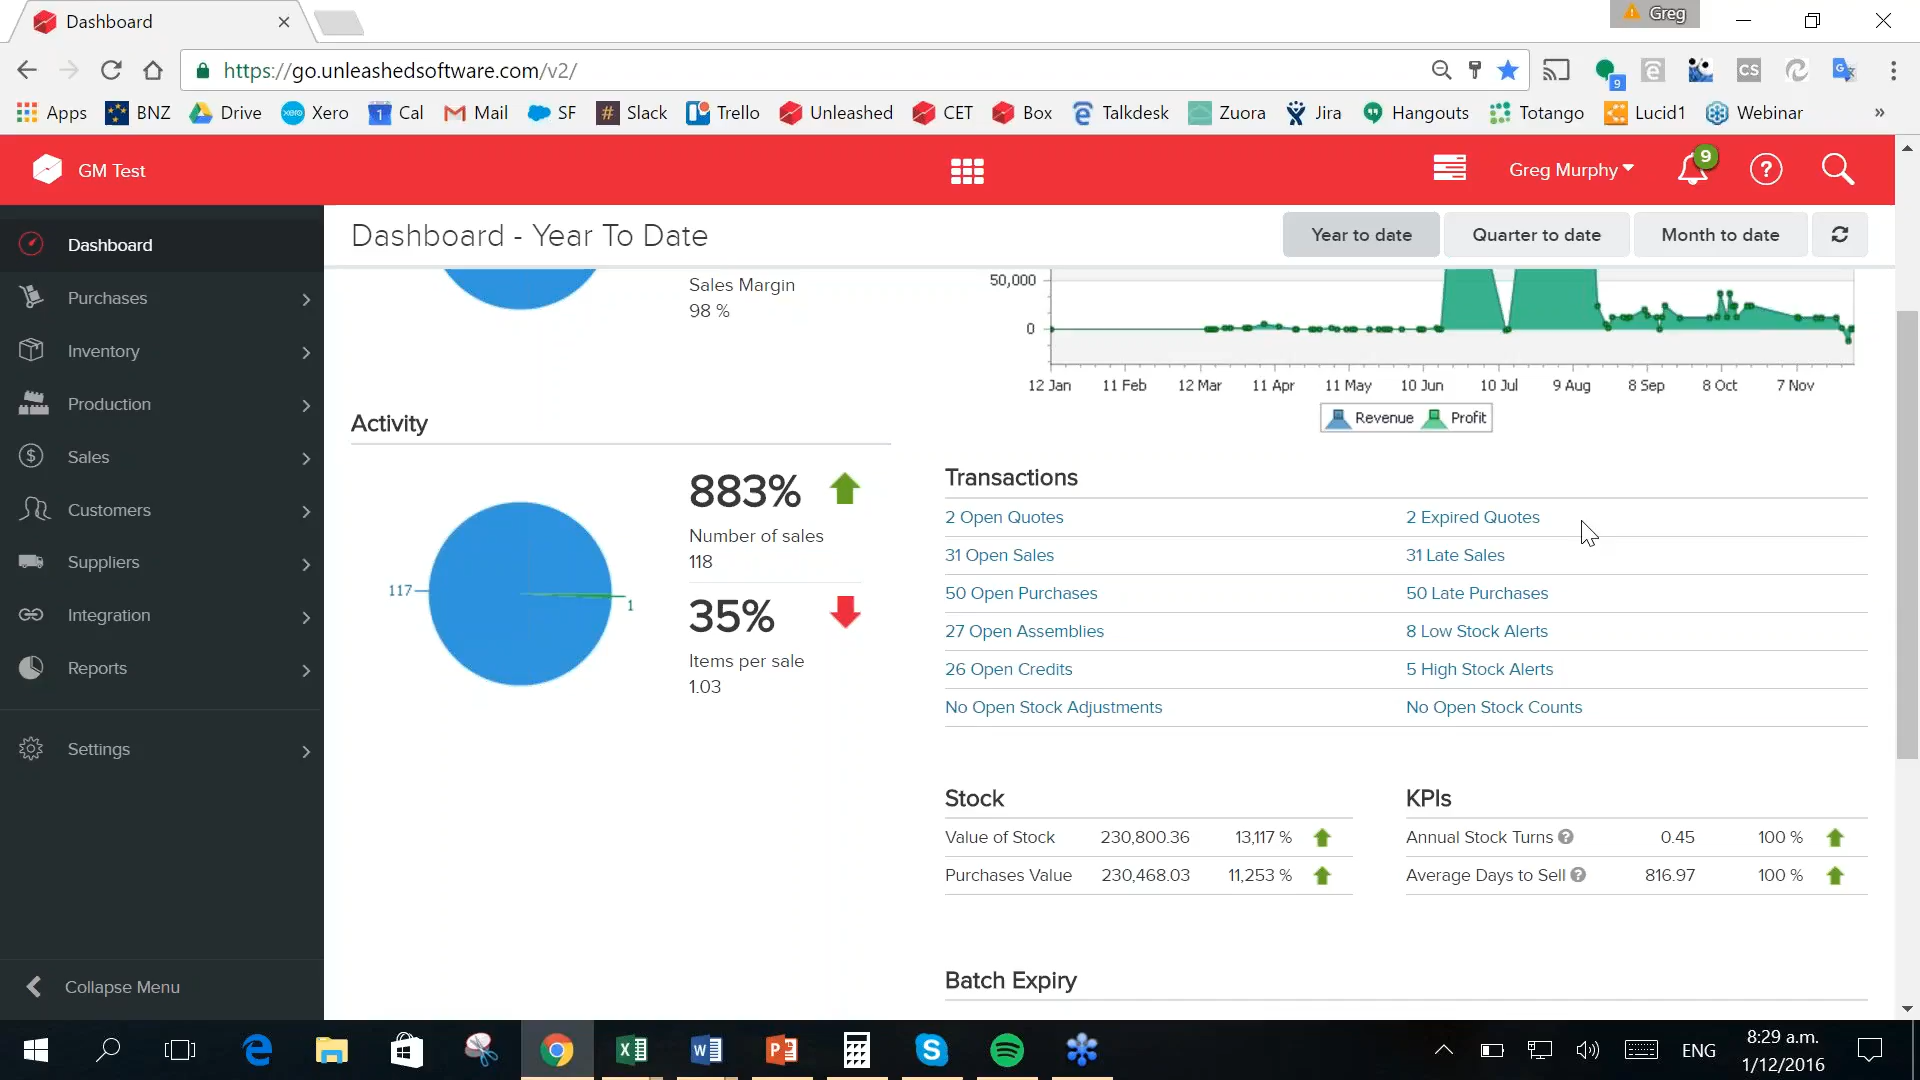 Dashboard
Greg
https://go.unleashedsoftware.com/v2/
9
CS
Apps BNZ Drive Xero Cal Mail SF Slack Trello Unleashed CET Box Talkdesk Zuora Jira Hangouts Totango Lucid1 Webinar »
GM Test
Greg Murphy
9
?
Dashboard
Purchases
Inventory
Production
Sales
Customers
Suppliers
Integration
Reports
Settings
Collapse Menu
Dashboard - Year To Date
Year to date Quarter to date Month to date
Sales Margin
98 %
50,000
0
12 Jan 11 Feb 12 Mar 11 Apr 11 May 10 Jun 10 Jul 9 Aug 8 Sep 8 Oct 7 Nov
Revenue Profit
Activity
117
1
883%
Number of sales
118
35%
Items per sale
1.03
Transactions
2 Open Quotes 2 Expired Quotes
31 Open Sales 31 Late Sales
50 Open Purchases 50 Late Purchases
27 Open Assemblies 8 Low Stock Alerts
26 Open Credits 5 High Stock Alerts
No Open Stock Adjustments No Open Stock Counts
Stock
Value of Stock 230,800.36 13,117 %
Purchases Value 230,468.03 11,253 %
KPIs
Annual Stock Turns ? 0.45 100 %
Average Days to Sell ? 816.97 100 %
Batch Expiry
ENG
8:29 a.m.
1/12/2016